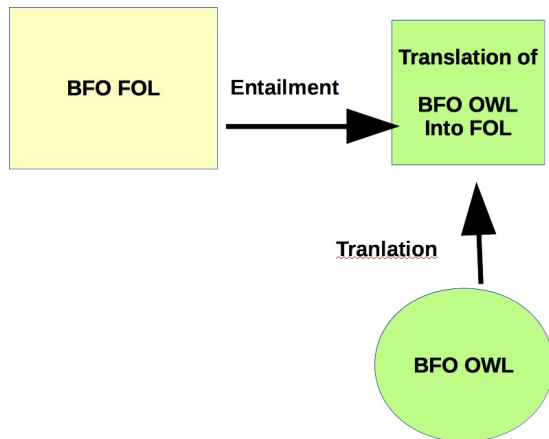 BFO FOL
Entailment
Translation of
BFO OWL
Into FOL
Tranlation
BFO OWL